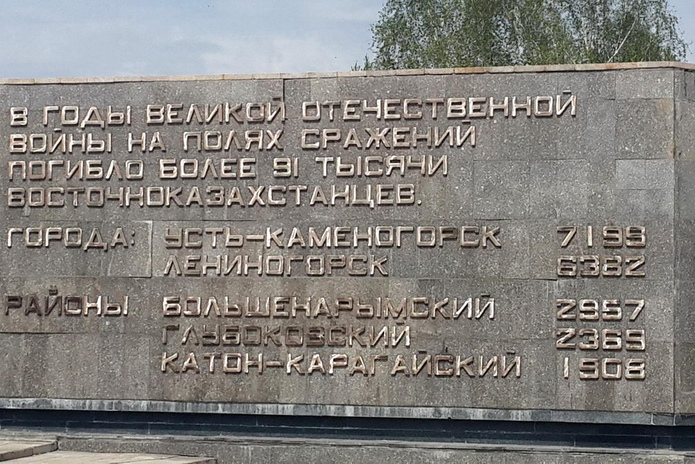 В ГОДЫ ВЕЛИКОЙ ОТЕЧЕСТВЕННОЙ
ВОЙНЫ НА ПОЛЯХ СРАЖЕНИЙ
ПОГИБЛО БОЛЕЕ 91 ТЫСЯЧИ
ВОСТОЧНОКАЗАХСТАНЦЕВ.
ГОРОДА: УСТЬ-КАМЕНОГОРСК 7199
ЛЕНИНОГОРСК 6382
РАЙОНЫ. БОЛЬШЕНАРЫМСКИЙ 2957
ГЛУБОКОВСКИЙ 2369
КАТОН-КАРАГАЙСКИЙ 1908